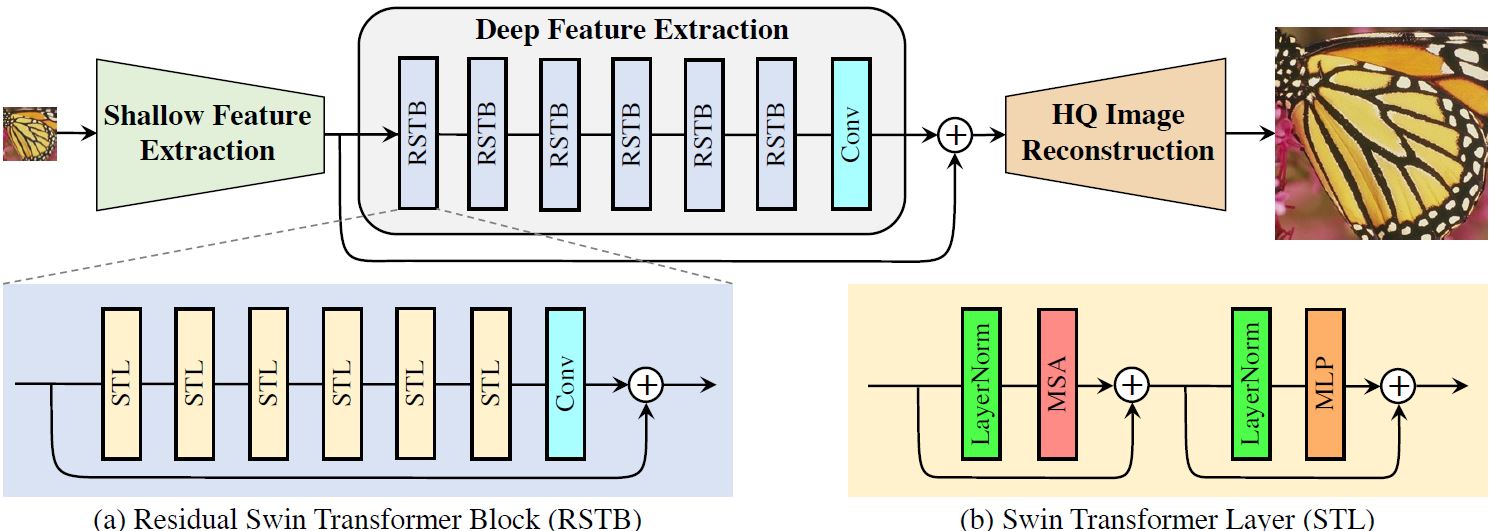 Deep Feature Extraction
Shallow Feature
Extraction
RSTB
RSTB
RSTB
RSTB
RSTB
RSTB
Conv
+
HQ Image
Reconstruction
STL
STL
STL
STL
STL
STL
Conv
+
(a) Residual Swin Transformer Block (RSTB)
LayerNorm
MSA
+
LayerNorm
MLP
+
(b) Swin Transformer Layer (STL)